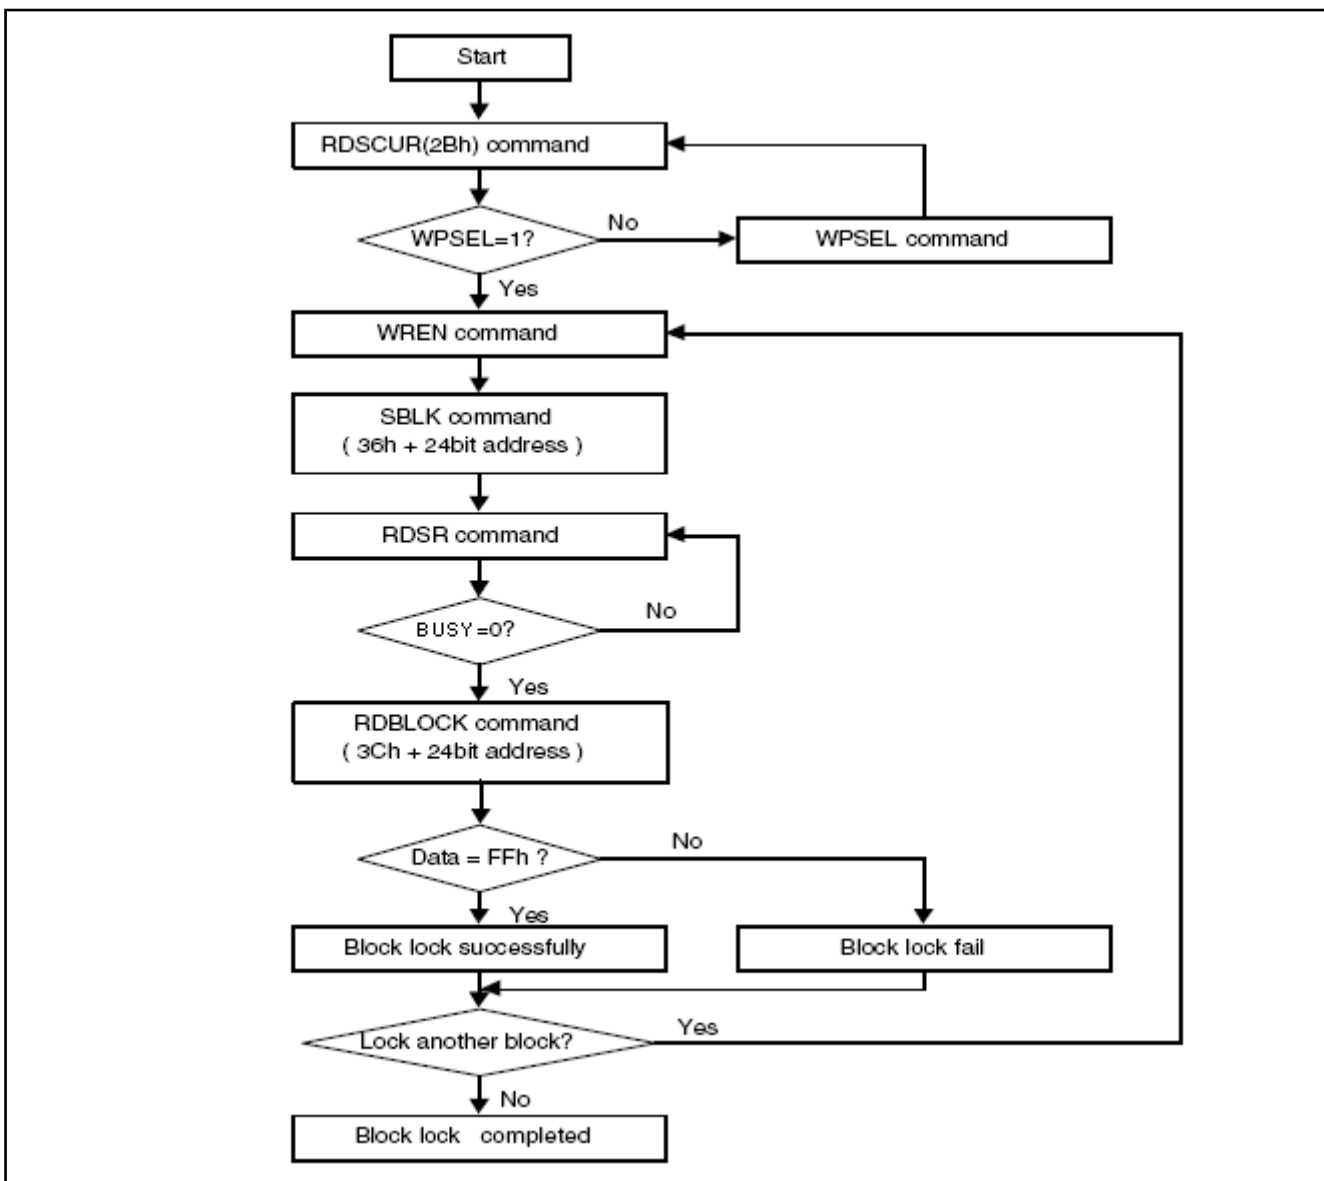 Start
RDSCUR(2Bh) command
WPSEL=1?
No
WPSEL command
Yes
WREN command
SBLK command
( 36h + 24bit address )
RDSR command
BUSY=0?
No
Yes
RDBLOCK command
( 3Ch + 24bit address )
Data = FFh ?
No
Yes
Block lock successfully
Block lock fail
Lock another block?
Yes
No
Block lock completed